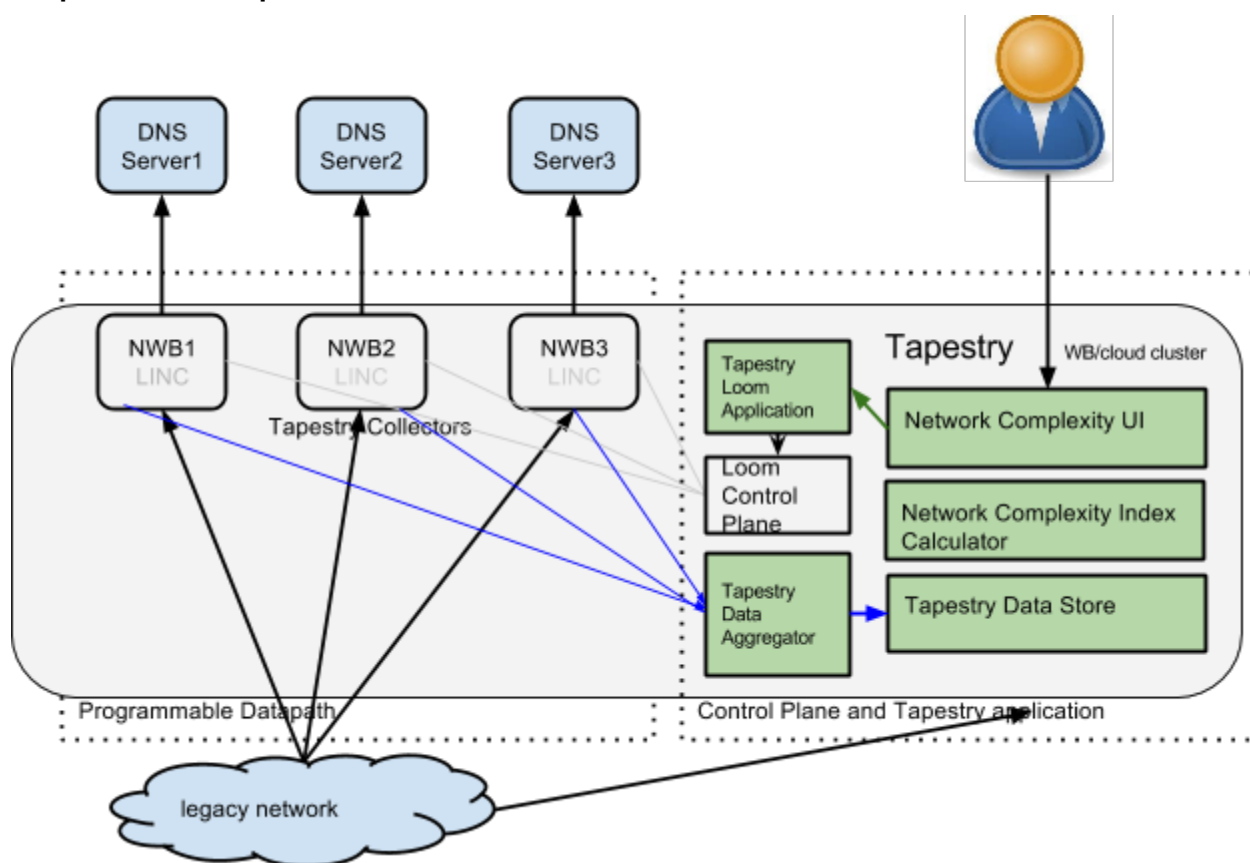 DNS
Server1
DNS
Server2
DNS
Server3
NWB1
LINC
NWB2
LINC
NWB3
LINC
Tapestry Collectors
Tapestry
WB/cloud cluster
Tapestry
Loom
Application
Network Complexity UI
Loom
Control
Plane
Network Complexity Index
Calculator
Tapestry
Data
Aggregator
Tapestry Data Store
Programmable Datapath
Control Plane and Tapestry application
legacy network